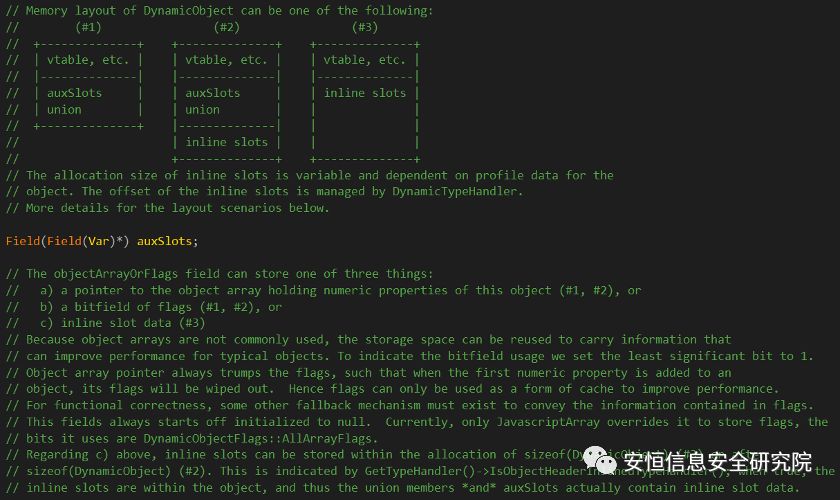 // Memory layout of DynamicObject can be one of the following:
//        (#1)                (#2)                (#3)
//  +--------------+    +--------------+    +--------------+
//  | vtable, etc. |    | vtable, etc. |    | vtable, etc. |
//  |--------------|    |--------------|    |--------------|
//  | auxSlots     |    | auxSlots     |    | inline slots |
//  | union        |    | union        |    |              |
//  +--------------+    |--------------|    |              |
//                      | inline slots |    |              |
//                      +--------------+    +--------------+
// The allocation size of inline slots is variable and dependent on profile data for the
// object. The offset of the inline slots is managed by DynamicTypeHandler.
// More details for the layout scenarios below.
Field(Field(Var)*) auxSlots;
// The objectArrayOrFlags field can store one of three things:
//   a) a pointer to the object array holding numeric properties of this object (#1, #2), or
//   b) a bitfield of flags (#1, #2), or
//   c) inline slot data (#3)
// Because object arrays are not commonly used, the storage space can be reused to carry information that
// can improve performance for typical objects. To indicate the bitfield usage we set the least significant bit to 1.
// Object array pointer always trumps the flags, such that when the first numeric property is added to an
// object, its flags will be wiped out.  Hence flags can only be used as a form of cache to improve performance.
// For functional correctness, some other fallback mechanism must exist to convey the information contained in flags.
// This fields always starts off initialized to null.  Currently, only JavascriptArray overrides it to store flags, the
// bits it uses are DynamicObjectFlags::AllArrayFlags.
// Regarding c) above, inline slots can be stored within the allocation of
// sizeof(DynamicObject) (#2). This is indicated by the
// inline slots are within the object, and thus the union members *and* auxSlots actually contain inline slot data.
安恒信息安全研究院